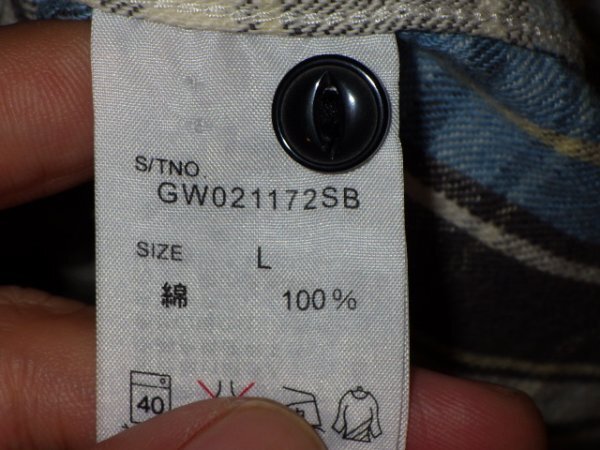 S/TNO.
GW021172SB
SIZE L
綿 100%
40